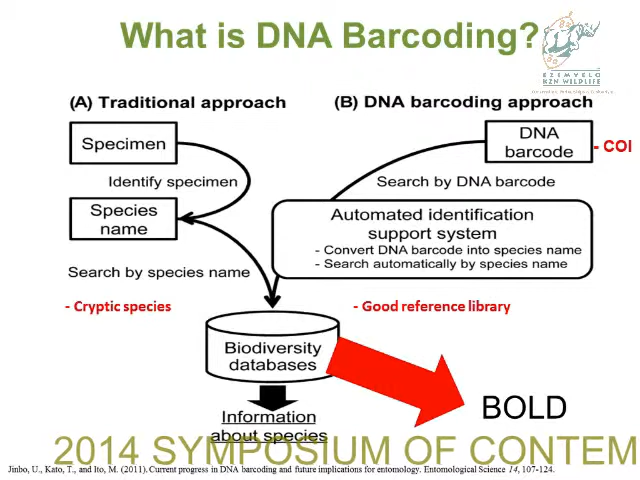 What is DNA Barcoding?
EZEMVELO
KZN WILDLIFE
(A) Traditional approach
(B) DNA barcoding approach
Specimen
DNA
barcode
- COI
Identify specimen
Search by DNA barcode
Species
name
Automated identification
support system
- Convert DNA barcode into species name
- Search automatically by species name
Search by species name
- Cryptic species
- Good reference library
Biodiversity
databases
BOLD
Information
about species
2014 SYMPOSIUM OF CONTEM
Jinbo, U., Kato, T., and Ito, M. (2011). Current progress in DNA barcoding and future implications for entomology. Entomological Science 14, 107-124.